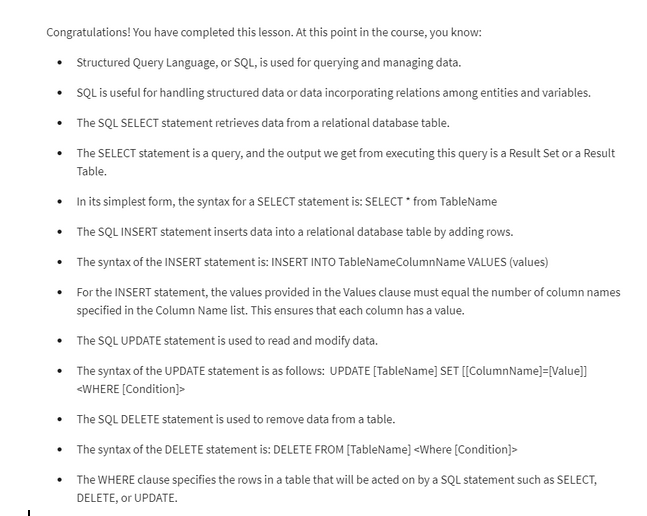 Congratulations! You have completed this lesson. At this point in the course, you know:
• Structured Query Language, or SQL, is used for querying and managing data.
• SQL is useful for handling structured data or data incorporating relations among entities and variables.
• The SQL SELECT statement retrieves data from a relational database table.
• The SELECT statement is a query, and the output we get from executing this query is a Result Set or a Result
Table.
• In its simplest form, the syntax for a SELECT statement is: SELECT * from TableName
• The SQL INSERT statement inserts data into a relational database table by adding rows.
• The syntax of the INSERT statement is: INSERT INTO TableNameColumnName VALUES (values)
• For the INSERT statement, the values provided in the Values clause must equal the number of column names
specified in the Column Name list. This ensures that each column has a value.
• The SQL UPDATE statement is used to read and modify data.
• The syntax of the UPDATE statement is as follows: UPDATE [TableName] SET [[ColumnName]=[Value]]
<WHERE [Condition]>
• The SQL DELETE statement is used to remove data from a table.
• The syntax of the DELETE statement is: DELETE FROM [TableName] <Where [Condition]>
• The WHERE clause specifies the rows in a table that will be acted on by a SQL statement such as SELECT,
DELETE, or UPDATE.